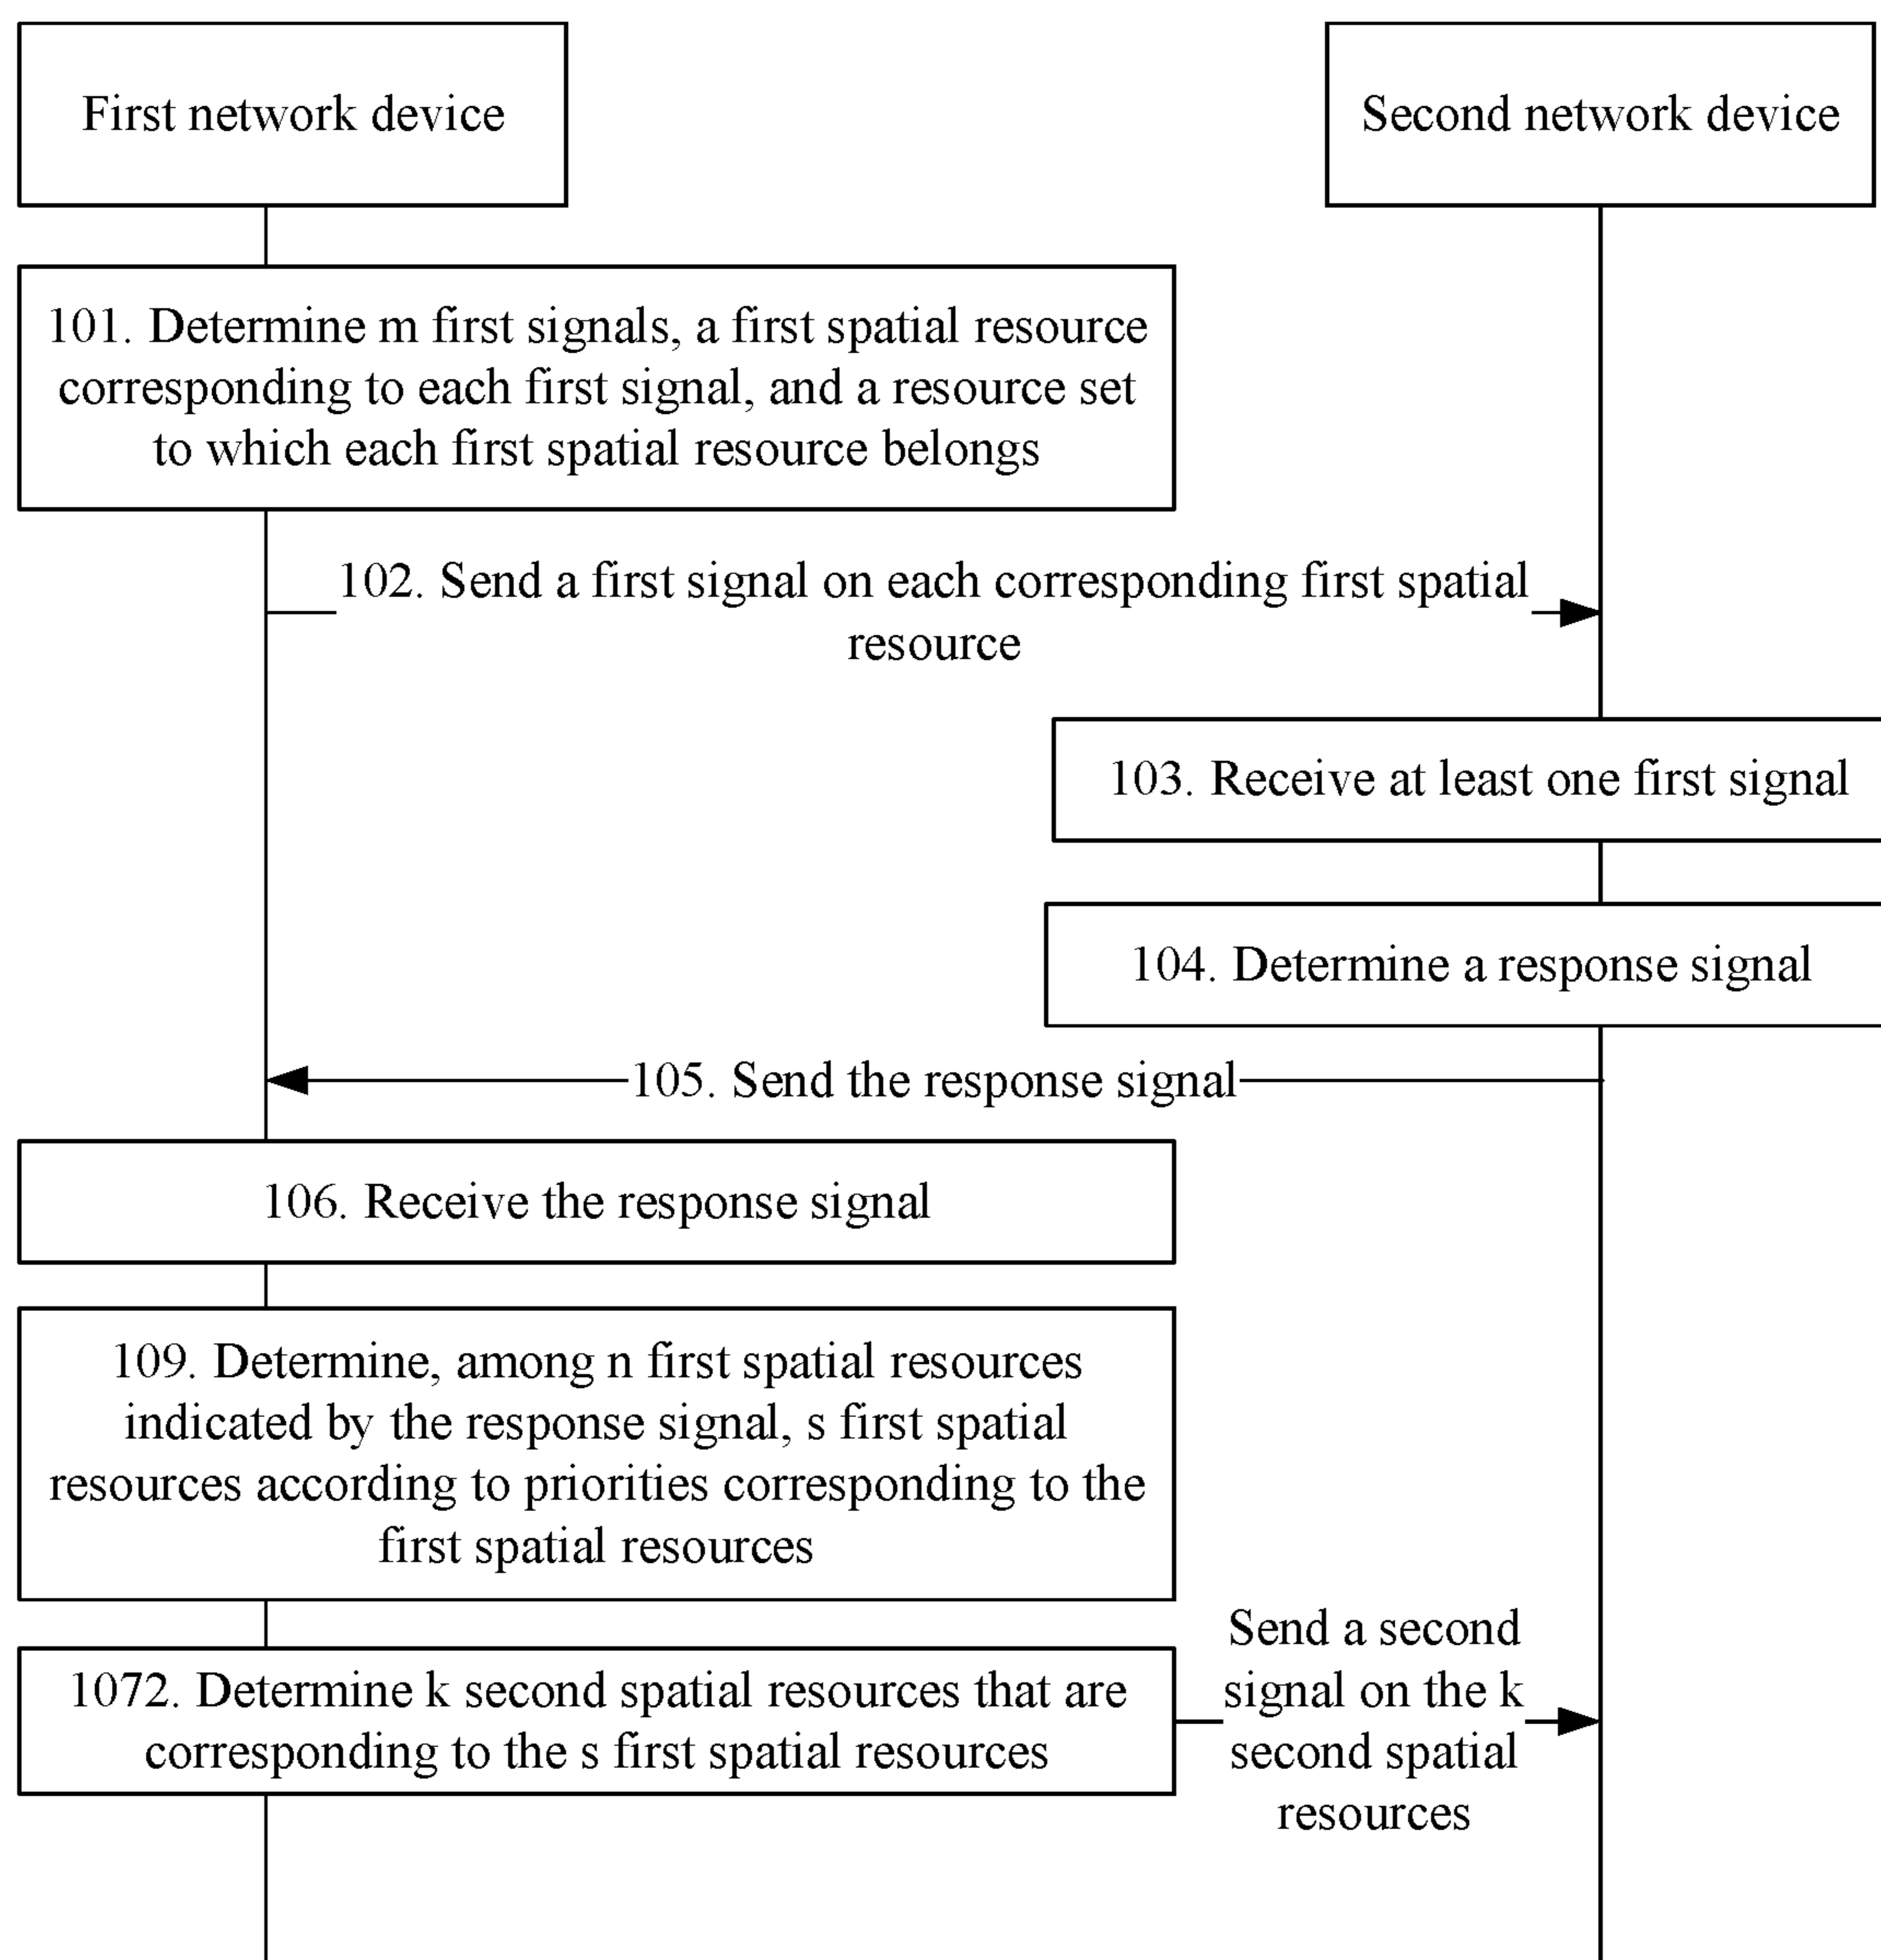 First network device
Second network device
101. Determine m first signals, a first spatial resource
corresponding to each first signal, and a resource set
to which each first spatial resource belongs
102. Send a first signal on each corresponding first spatial
resource
103. Receive at least one first signal
104. Determine a response signal
105. Send the response signal
106. Receive the response signal
109. Determine, among n first spatial resources
indicated by the response signal, s first spatial
resources according to priorities corresponding to the
first spatial resources
1072. Determine k second spatial resources that are
corresponding to the s first spatial resources
Send a second
signal on the k
second spatial
resources